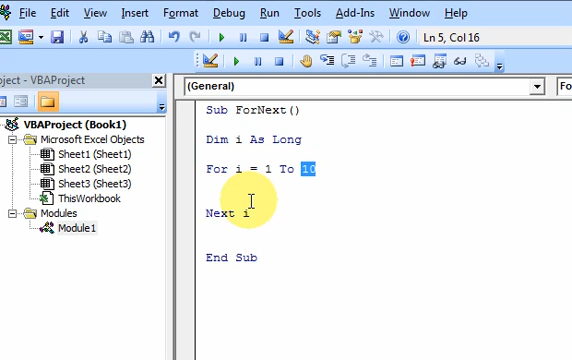 File Edit View Insert Format Debug Run Tools Add-Ins Window Help
Ln 5, Col 16
VBAProject
(General)
VBAProject (Book1)
Microsoft Excel Objects
Sheet1 (Sheet1)
Sheet2 (Sheet2)
Sheet3 (Sheet3)
ThisWorkbook
Modules
Module1
Sub ForNext()
Dim i As Long
For i = 1 To 10
Next i
End Sub